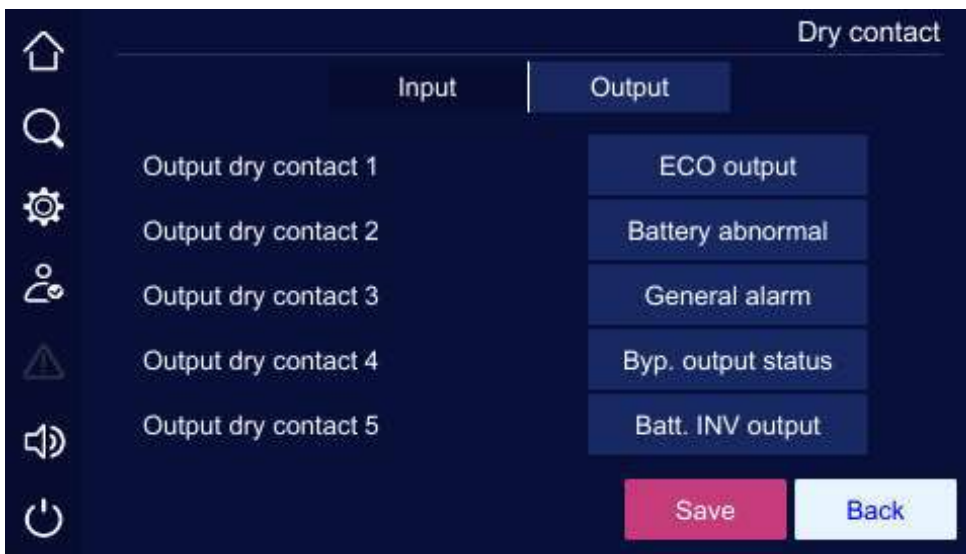 Dry contact
Input Output
Output dry contact 1 ECO output
Output dry contact 2 Battery abnormal
Output dry contact 3 General alarm
Output dry contact 4 Byp. output status
Output dry contact 5 Batt. INV output
Save Back